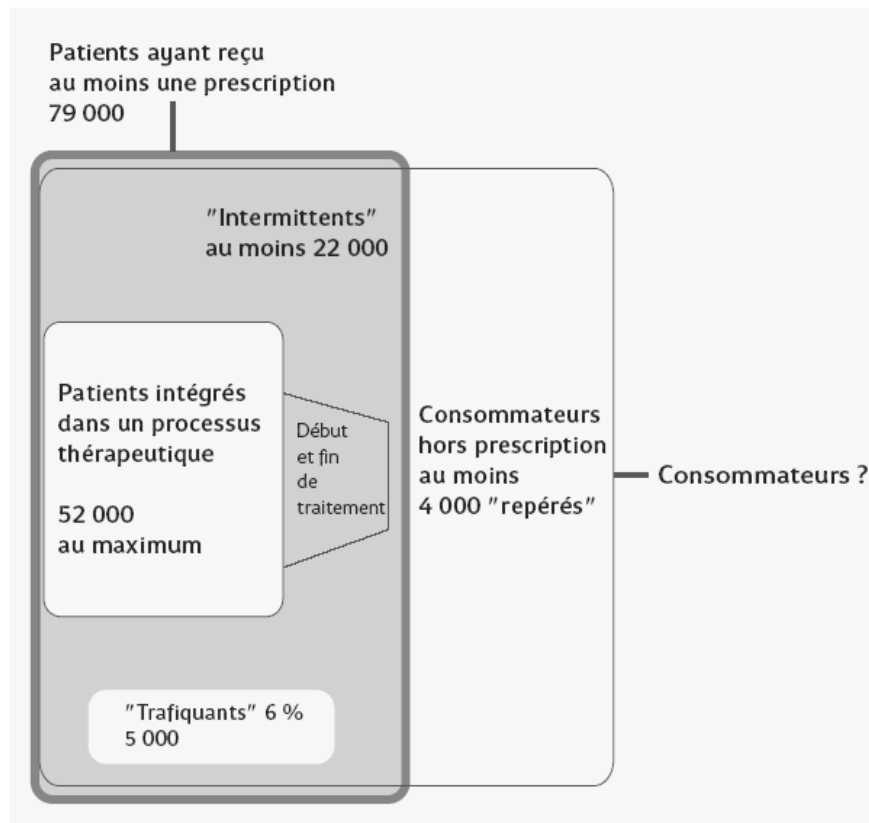 Patients ayant reçu
au moins une prescription
79 000
"Intermittents"
au moins 22 000
Patients intégrés
dans un processus
thérapeutique
52 000
au maximum
Début
et fin
de
traitement
Consommateurs
hors prescription
au moins
4 000 "repérés"
Consommateurs ?
"Trafiquants" 6 %
5 000